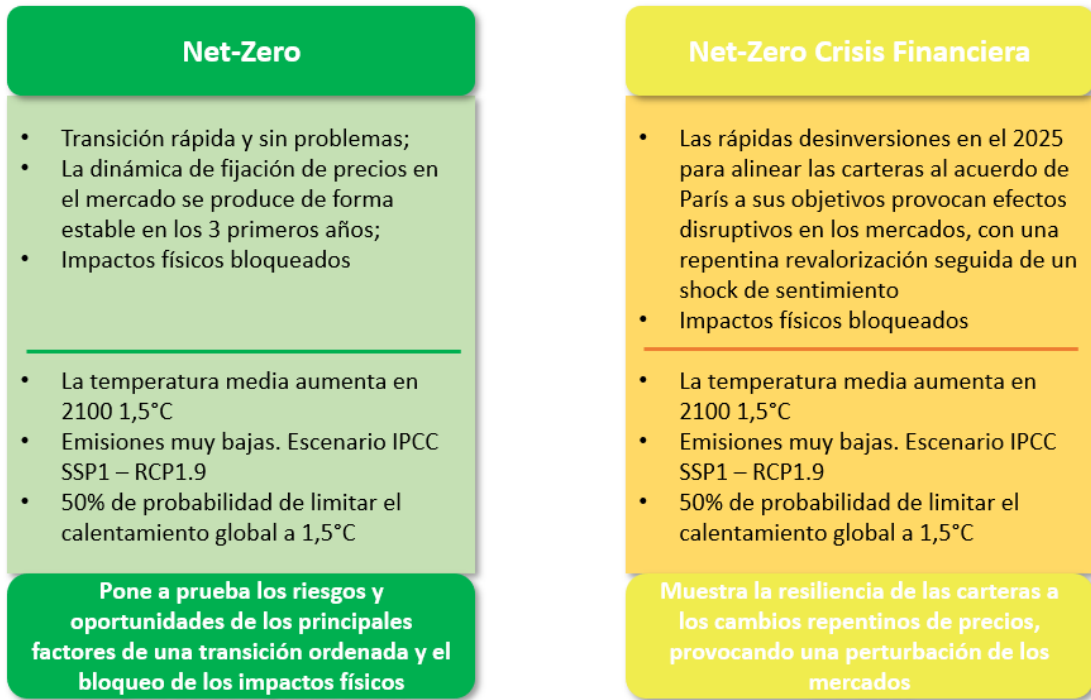 Net-Zero
• Transición rápida y sin problemas;
• La dinámica de fijación de precios en
el mercado se produce de forma
estable en los 3 primeros años;
• Impactos físicos bloqueados
• La temperatura media aumenta en
2100 1,5°C
• Emisiones muy bajas. Escenario IPCC
SSP1 – RCP1.9
• 50% de probabilidad de limitar el
calentamiento global a 1,5°C
Pone a prueba los riesgos y
oportunidades de los principales
factores de una transición ordenada y el
bloqueo de los impactos físicos
Net-Zero Crisis Financiera
• Las rápidas desinversiones en el 2025
para alinear las carteras al acuerdo de
París a sus objetivos provocan efectos
disruptivos en los mercados, con una
repentina revalorización seguida de un
shock de sentimiento
• Impactos físicos bloqueados
• La temperatura media aumenta en
2100 1,5°C
• Emisiones muy bajas. Escenario IPCC
SSP1 – RCP1.9
• 50% de probabilidad de limitar el
calentamiento global a 1,5°C
Muestra la resiliencia de las carteras a
los cambios repentinos de precios,
provocando una perturbación de los
mercados